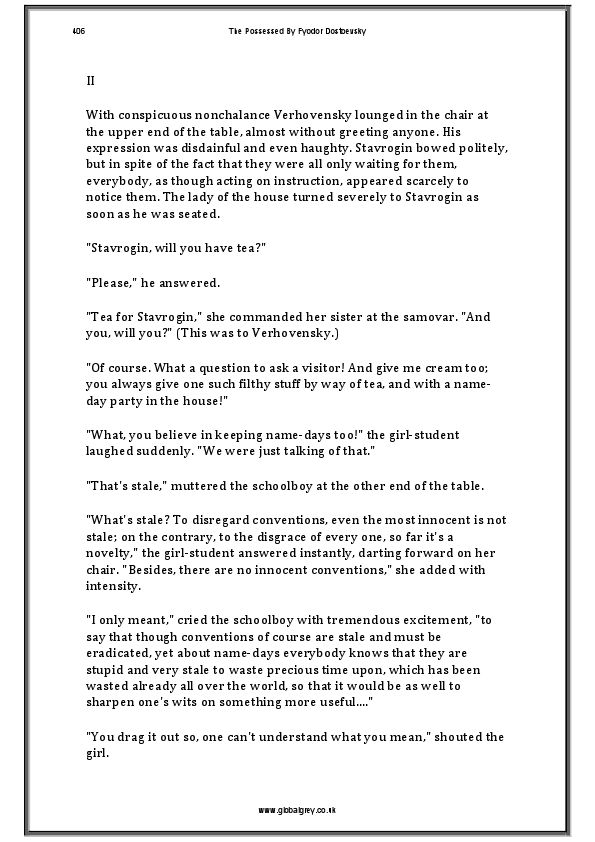 406
The Possessed By Fyodor Dostoevsky
II
With conspicuous nonchalance Verhovensky lounged in the chair at
the upper end of the table, almost without greeting anyone. His
expression was disdainful and even haughty. Stavrogin bowed politely,
but in spite of the fact that they were all only waiting for them,
everybody, as though acting on instruction, appeared scarcely to
notice them. The lady of the house turned severely to Stavrogin as
soon as he was seated.
"Stavrogin, will you have tea?"
"Please," he answered.
"Tea for Stavrogin," she commanded her sister at the samovar. "And
you, will you?" (This was to Verhovensky.)
"Of course. What a question to ask a visitor! And give me cream too;
you always give one such filthy stuff by way of tea, and with a name-
day party in the house!"
"What, you believe in keeping name-days too!" the girl-student
laughed suddenly. "We were just talking of that."
"That's stale," muttered the schoolboy at the other end of the table.
"What's stale? To disregard conventions, even the most innocent is not
stale; on the contrary, to the disgrace of every one, so far it's a
novelty," the girl-student answered instantly, darting forward on her
chair. "Besides, there are no innocent conventions," she added with
intensity.
"I only meant," cried the schoolboy with tremendous excitement, "to
say that though conventions of course are stale and must be
eradicated, yet about name-days everybody knows that they are
stupid and very stale to waste precious time upon, which has been
wasted already all over the world, so that it would be as well to
sharpen one's wits on something more useful...."
"You drag it out so, one can't understand what you mean," shouted the
girl.
www.globalgrey.co.uk